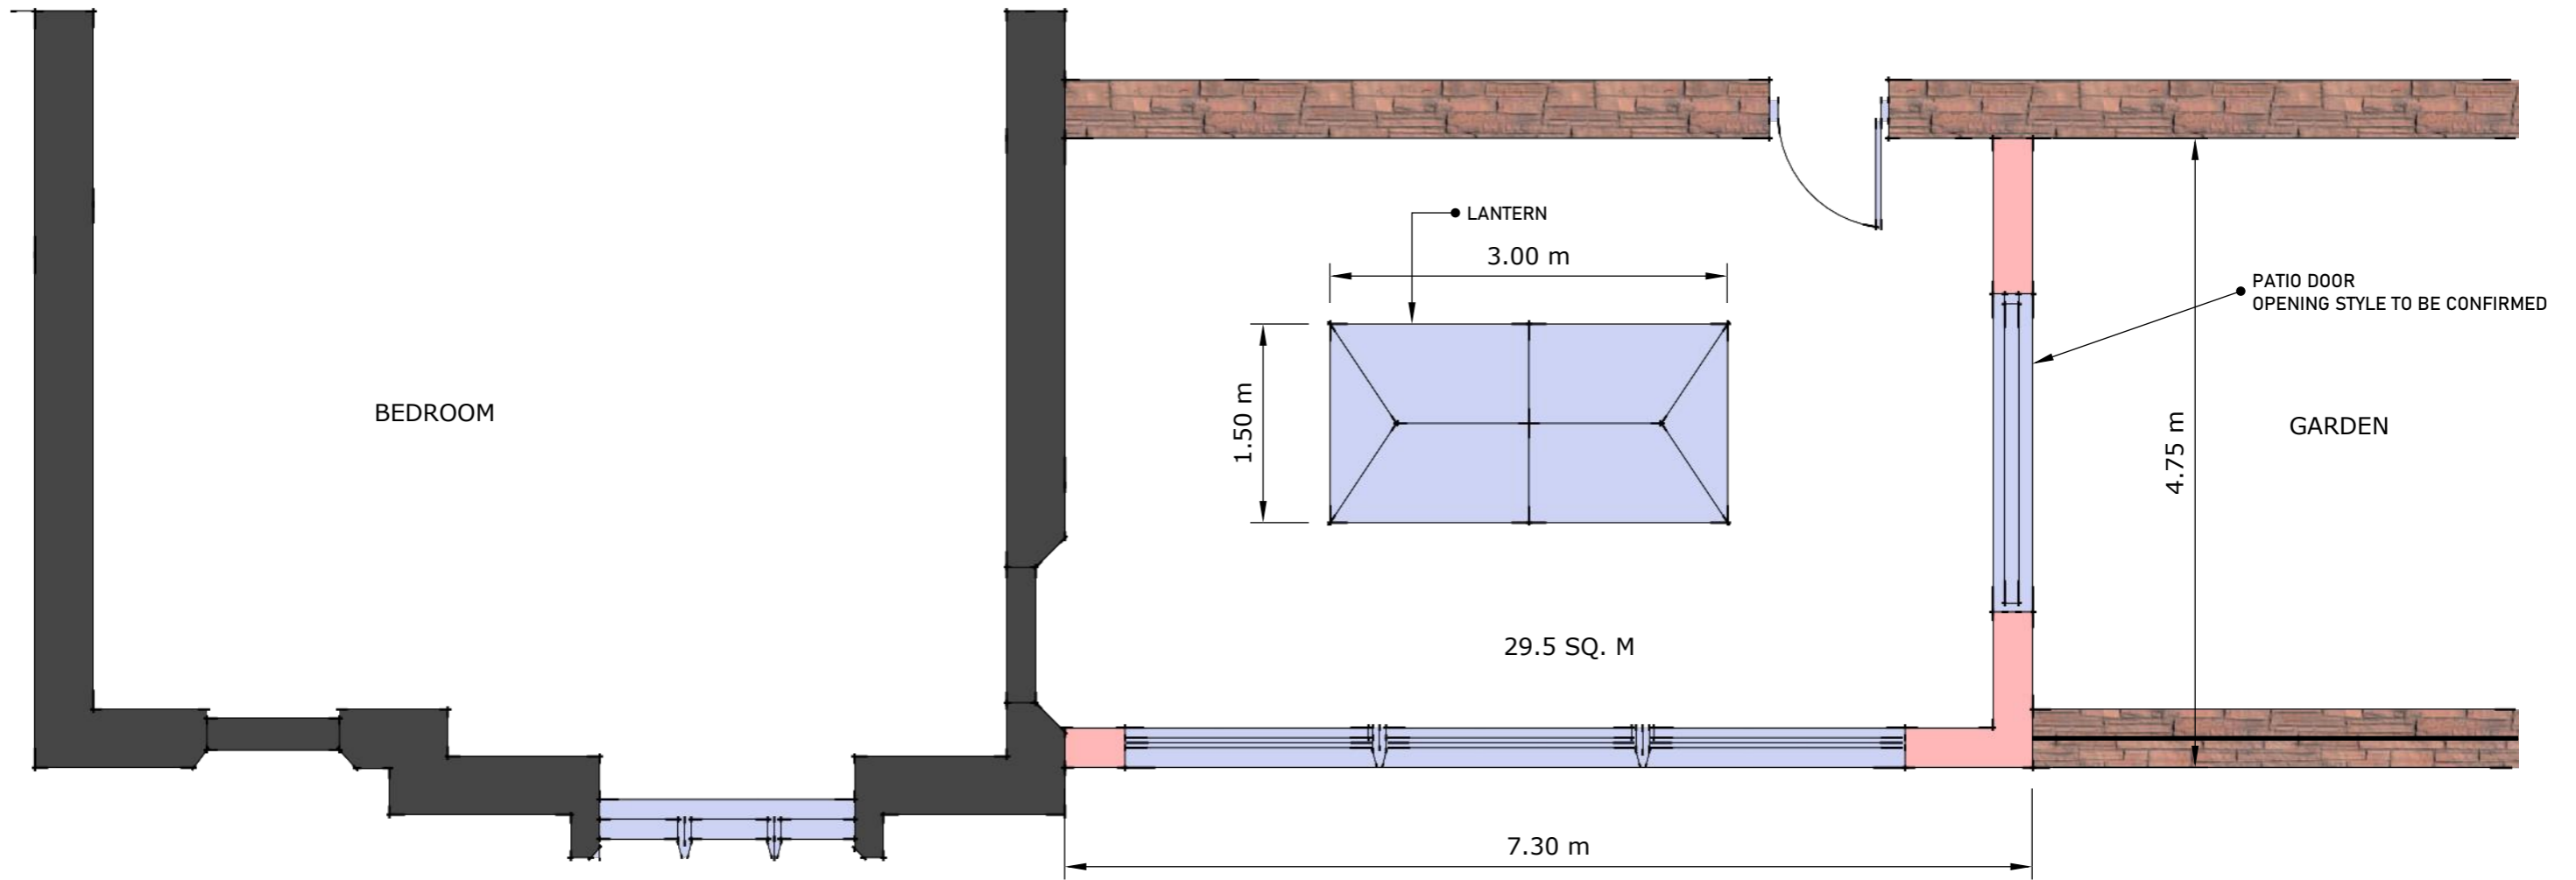 LANTERN
3.00 m
PATIO DOOR
OPENING STYLE TO BE CONFIRMED
1.50 m
BEDROOM
4.75 m
GARDEN
29.5 SQ. M
7.30 m